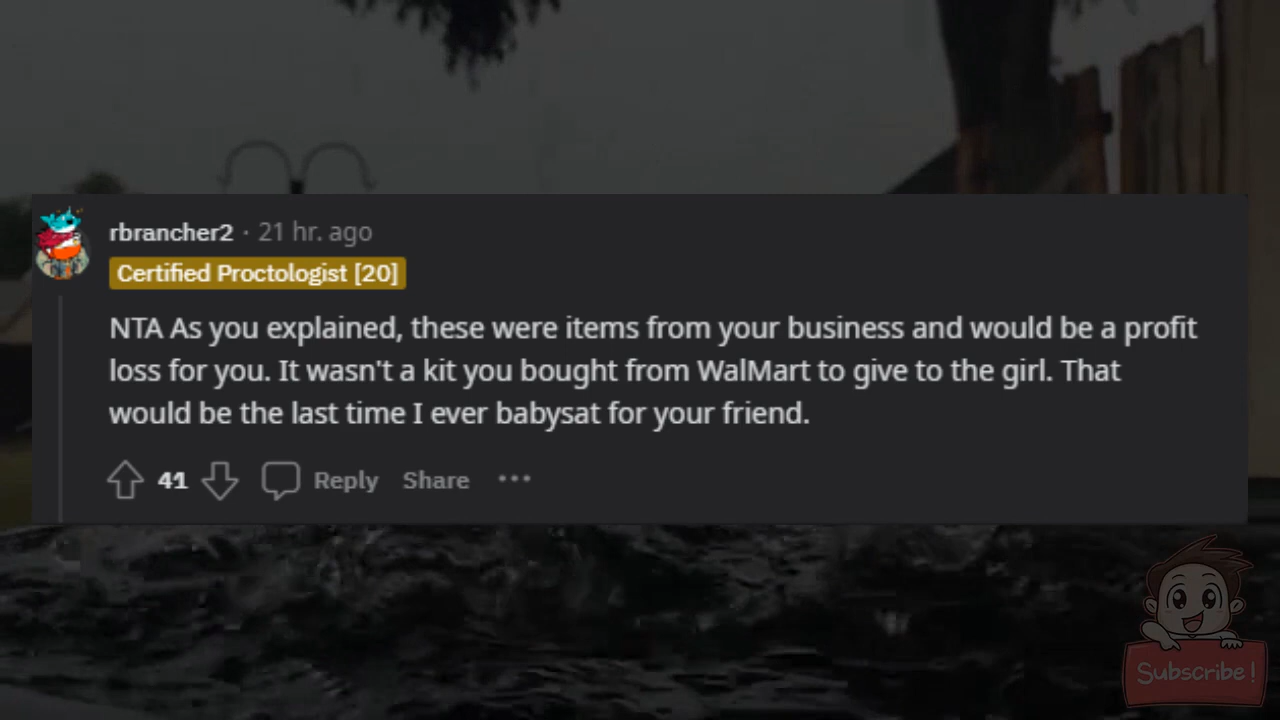 rbrancher2 · 21 hr. ago
Certified Proctologist [20]
NTA As you explained, these were items from your business and would be a profit
loss for you. It wasn't a kit you bought from WalMart to give to the girl. That
would be the last time I ever babysat for your friend.
41 Reply Share ···
Subscribe!